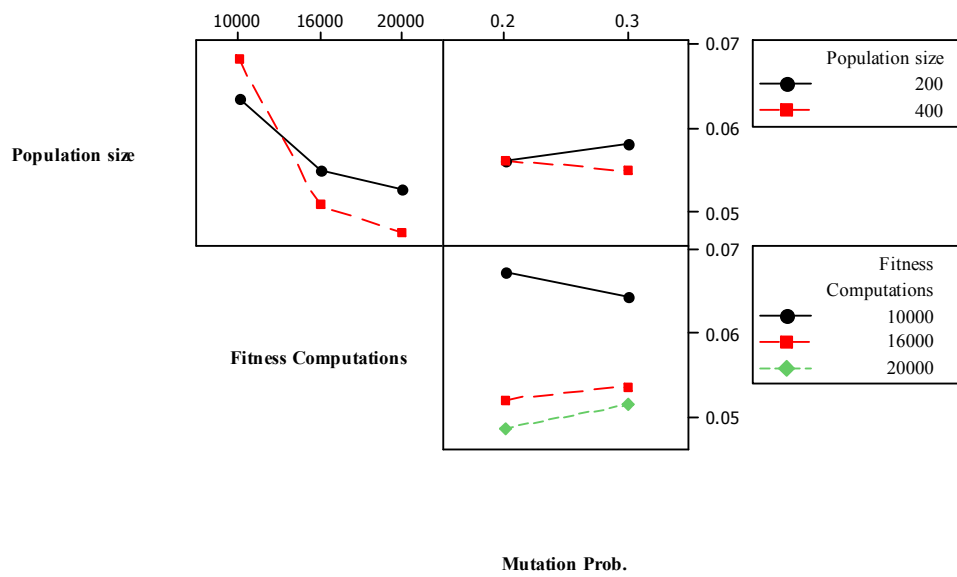 10000 16000 20000
0.2 0.3
0.07
0.06
0.05
Population size
200
400
Population size
0.07
0.06
0.05
Fitness
Computations
10000
16000
20000
Fitness Computations
Mutation Prob.